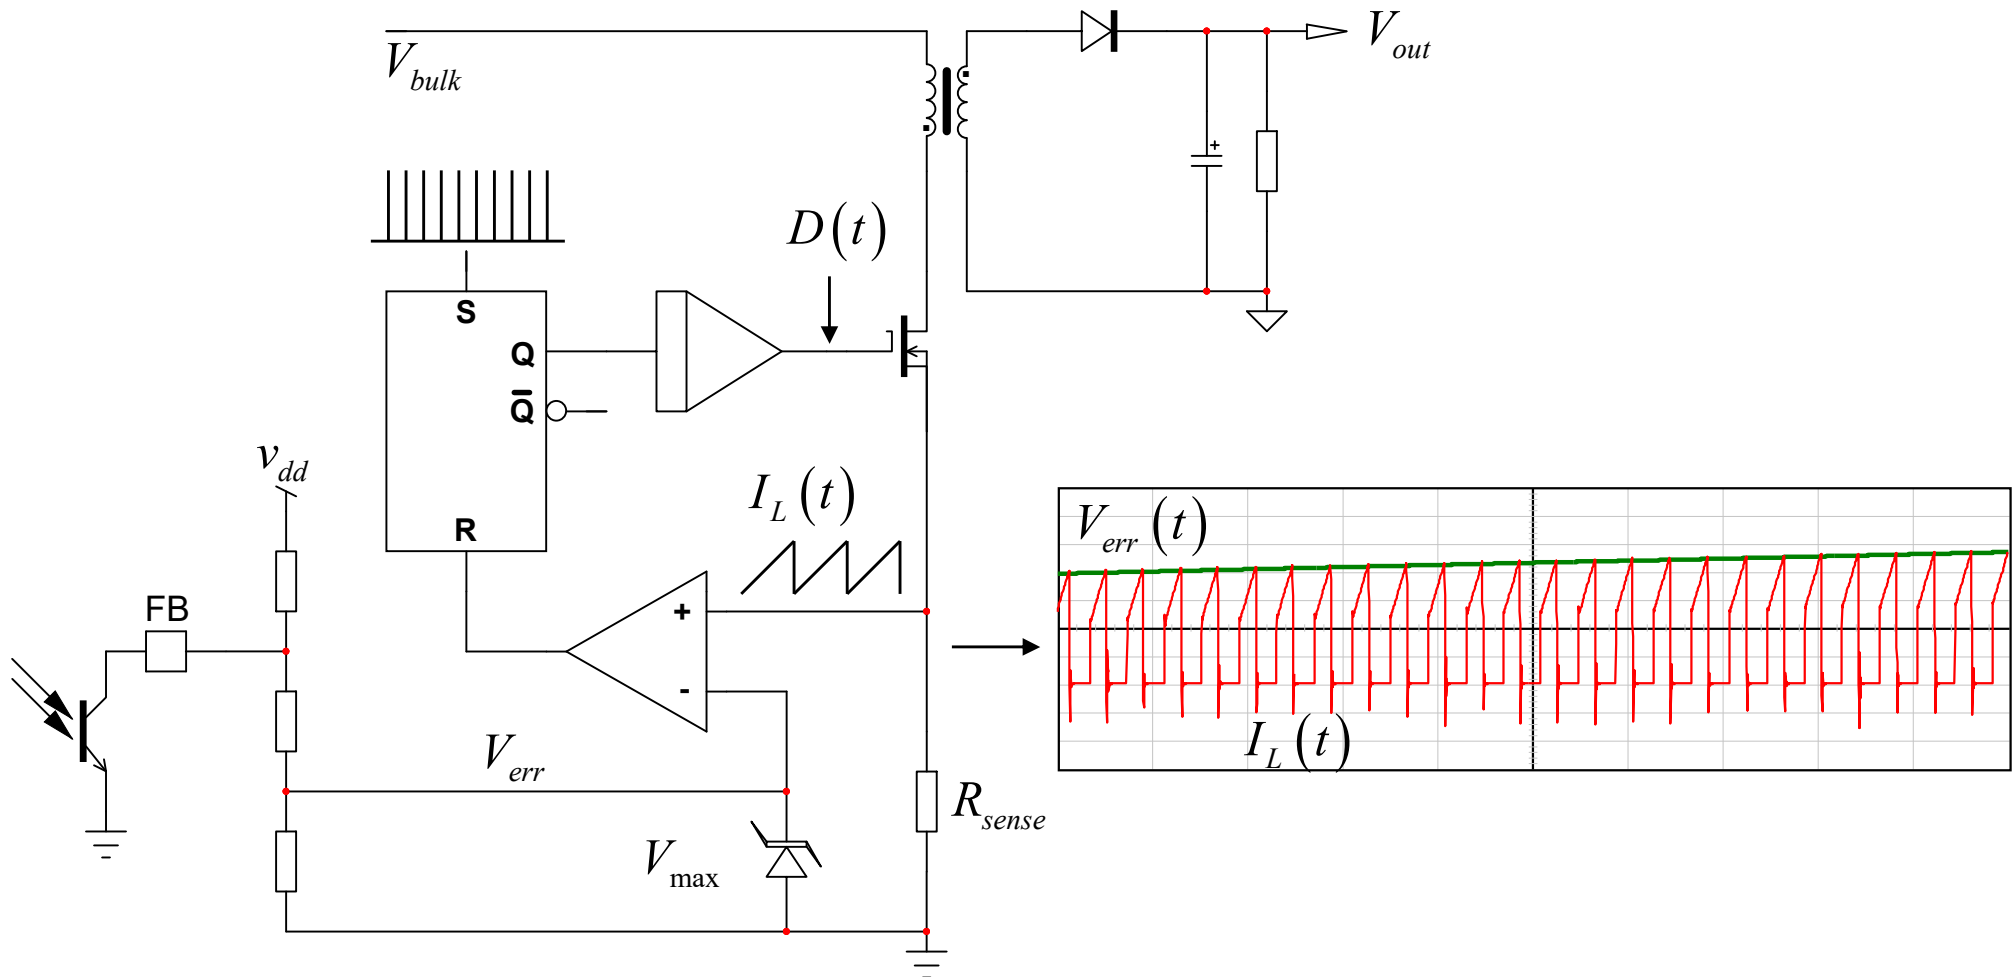 V_bulk
V_out
D(t)
S
Q
Q̅
v_dd
I_L(t)
R
FB
+
-
+
V_err(t)
I_L(t)
V_err
R_sense
V_max